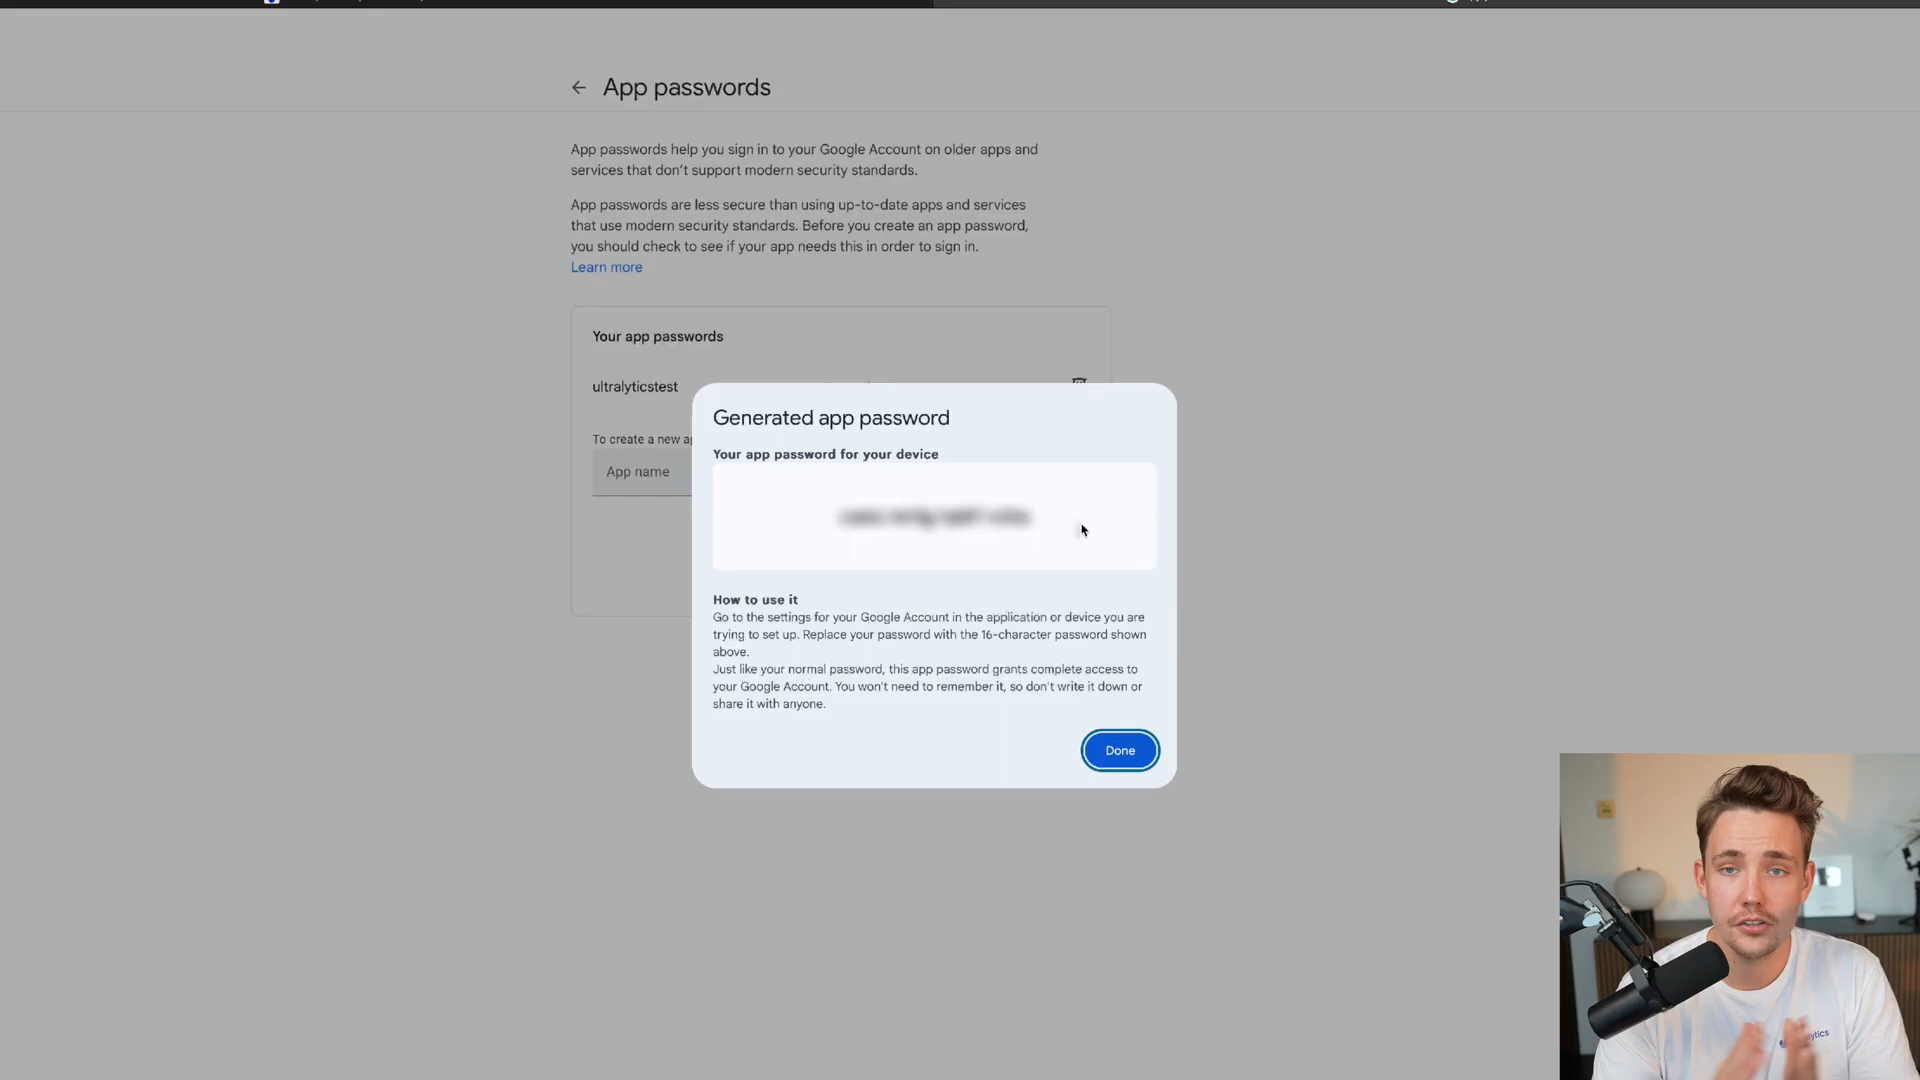 App passwords
App passwords help you sign in to your Google Account on older apps and
services that don't support modern security standards.
App passwords are less secure than using up-to-date apps and services
that use modern security standards. Before you create an app password,
you should check to see if your app needs this in order to sign in.
Learn more
Your app passwords
ultralyticstest
To create a new
App name
Generated app password
Your app password for your device
How to use it
Go to the settings for your Google Account in the application or device you are
trying to set up. Replace your password with the 16-character password shown
above.
Just like your normal password, this app password grants complete access to
your Google Account. You won't need to remember it, so don't write it down or
share it with anyone.
Done